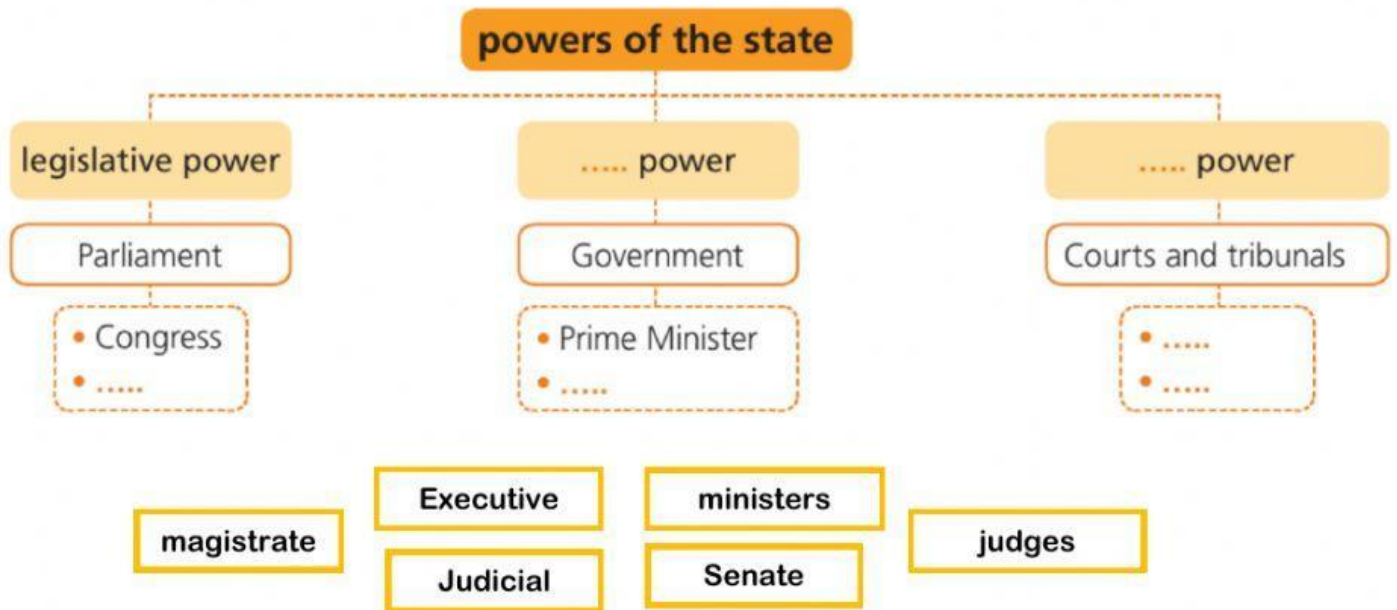 powers of the state
legislative power
..... power
..... power
Parliament
Government
Courts and tribunals
• Congress
• .....
• Prime Minister
• .....
• .....
• .....
magistrate
Executive
Judicial
ministers
Senate
judges